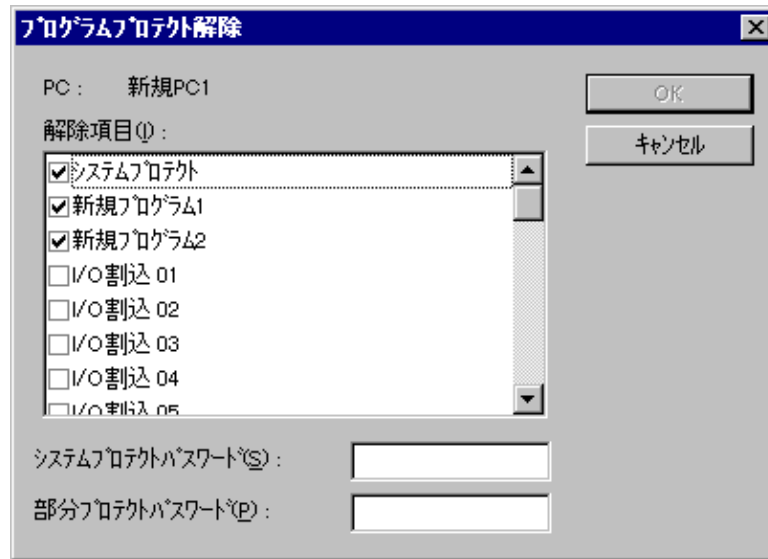 ﾌﾟﾛｸﾞﾗﾑﾌﾟﾛﾃｸﾄ解除
PC： 新規PC1
OK
解除項目(I)：
ｷｬﾝｾﾙ
ｼｽﾃﾑﾌﾟﾛﾃｸﾄ
新規ﾌﾟﾛｸﾞﾗﾑ1
新規ﾌﾟﾛｸﾞﾗﾑ2
I/O割込 01
I/O割込 02
I/O割込 03
I/O割込 04
I/O割込 05
ｼｽﾃﾑﾌﾟﾛﾃｸﾄﾊﾟｽﾜｰﾄﾞ(S)：
部分ﾌﾟﾛﾃｸﾄﾊﾟｽﾜｰﾄﾞ(P)：